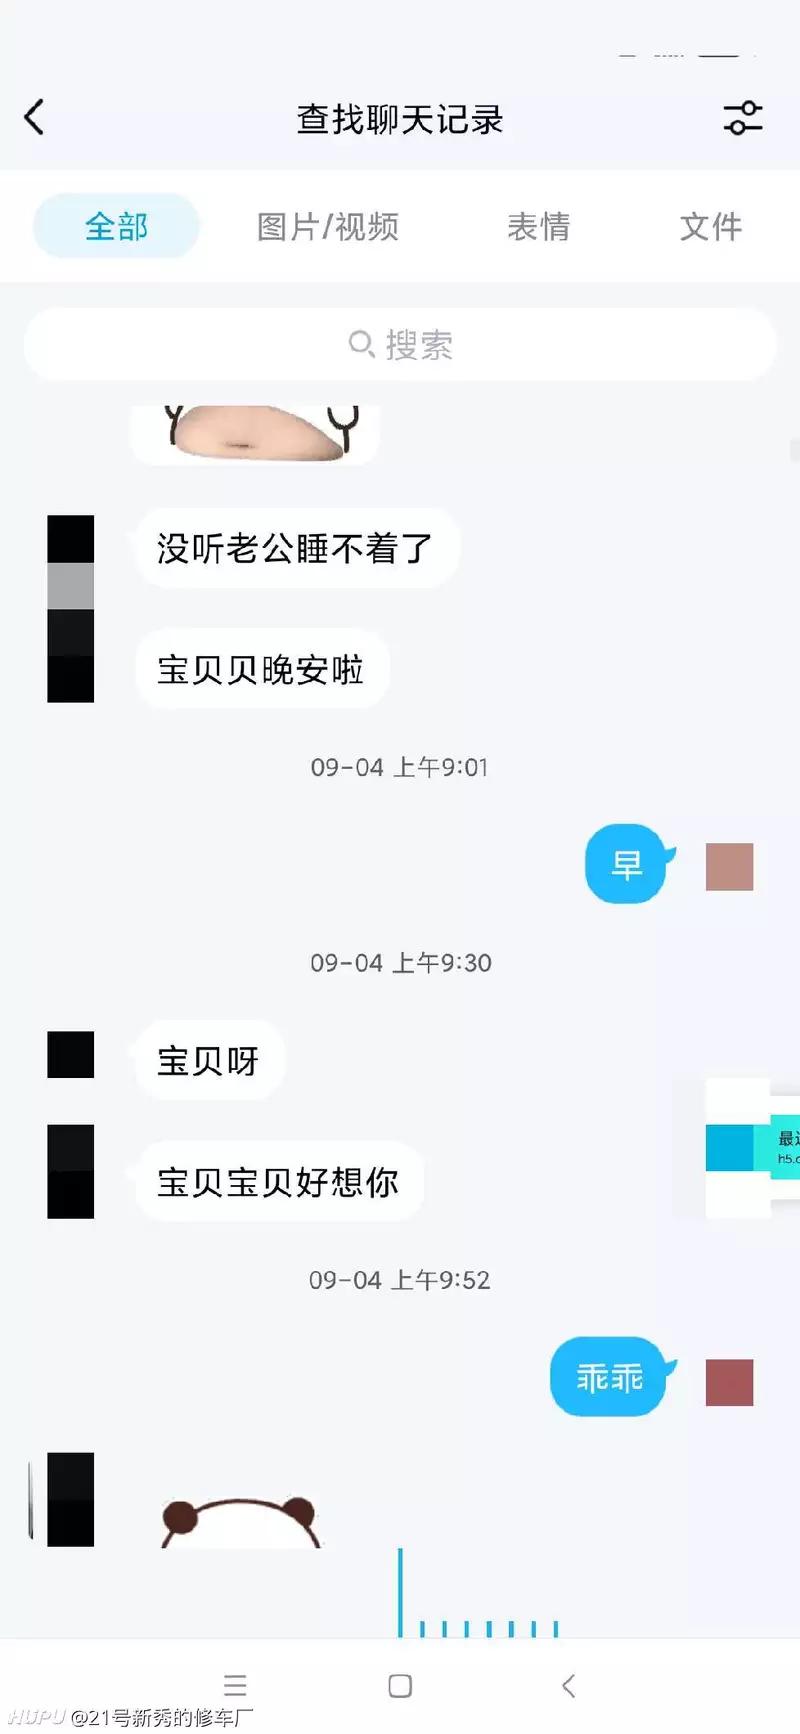 查找聊天记录
全部
图片/视频
表情
文件
搜索
没听老公睡不着了
宝贝贝晚安啦
09-04 上午9:01
早
09-04 上午9:30
宝贝呀
宝贝宝贝好想你
最近
h5.c
09-04 上午9:52
乖乖
HUPU @21号新秀的修车厂